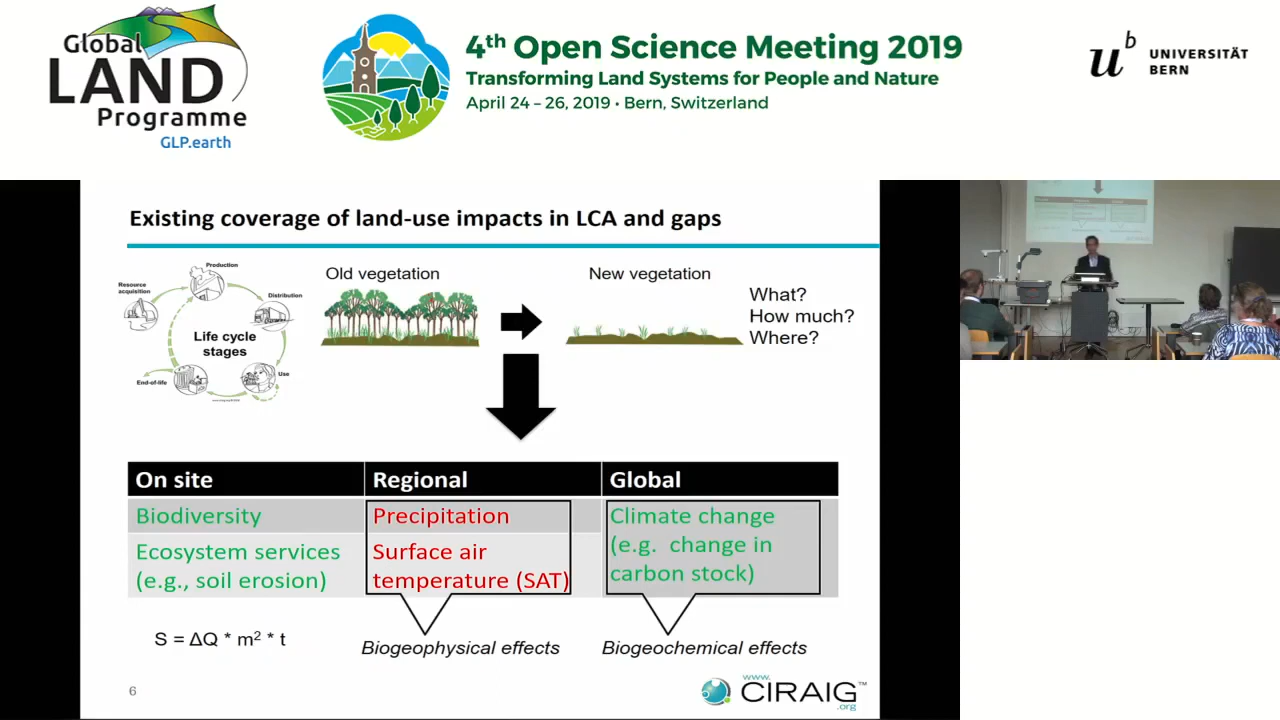 Global
LAND
Programme
GLP.earth
4th Open Science Meeting 2019
Transforming Land Systems for People and Nature
April 24 – 26, 2019 • Bern, Switzerland
u b
UNIVERSITÄT
BERN
Existing coverage of land-use impacts in LCA and gaps
Production
Resource
acquisition
Distribution
Life cycle
stages
End-of-life
Use
Old vegetation
New vegetation
What?
How much?
Where?
On site
Regional
Global
Biodiversity
Precipitation
Climate change
(e.g. change in
carbon stock)
Ecosystem services
(e.g., soil erosion)
Surface air
temperature (SAT)
S = ΔQ * m² * t
Biogeophysical effects
Biogeochemical effects
6
www.
CIRAIG™
.org